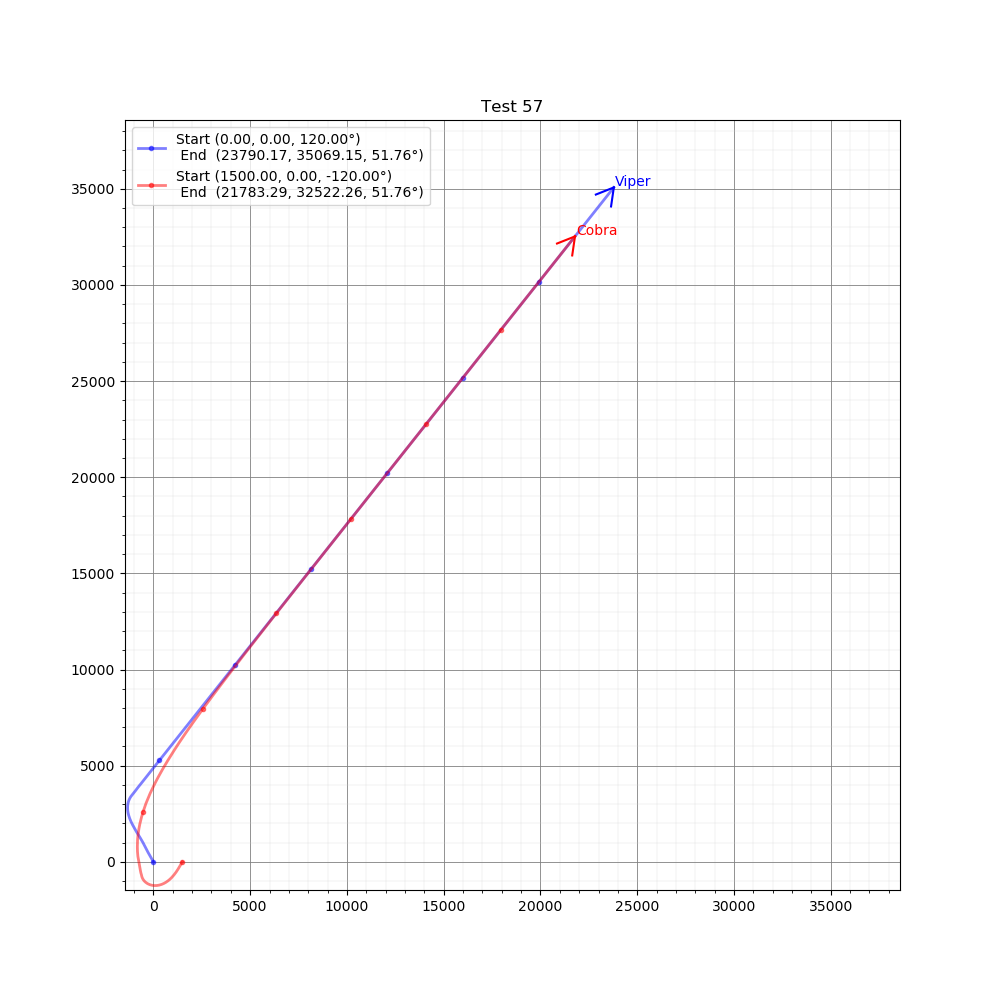 Test 57
Start (0.00, 0.00, 120.00°)
End (23790.17, 35069.15, 51.76°)
Start (1500.00, 0.00, -120.00°)
End (21783.29, 32522.26, 51.76°)
Viper
Cobra
35000
30000
25000
20000
15000
10000
5000
0
0 5000 10000 15000 20000 25000 30000 35000